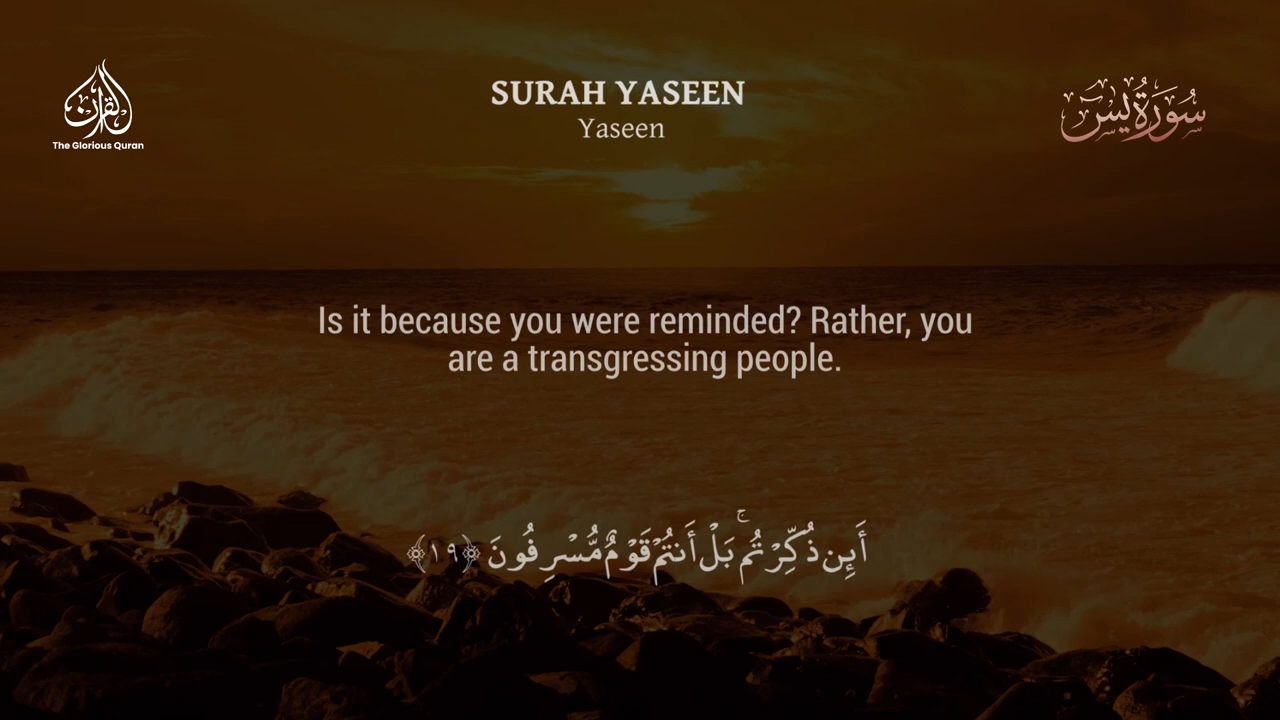 القرآن
The Glorious Quran
SURAH YASEEN
Yaseen
سُورَةُ يٰسٓ
Is it because you were reminded? Rather, you
are a transgressing people.
أَئِن ذُكِّرْتُم ۚ بَلْ أَنتُمْ قَوْمٌ مُّسْرِفُونَ ﴿١٩﴾